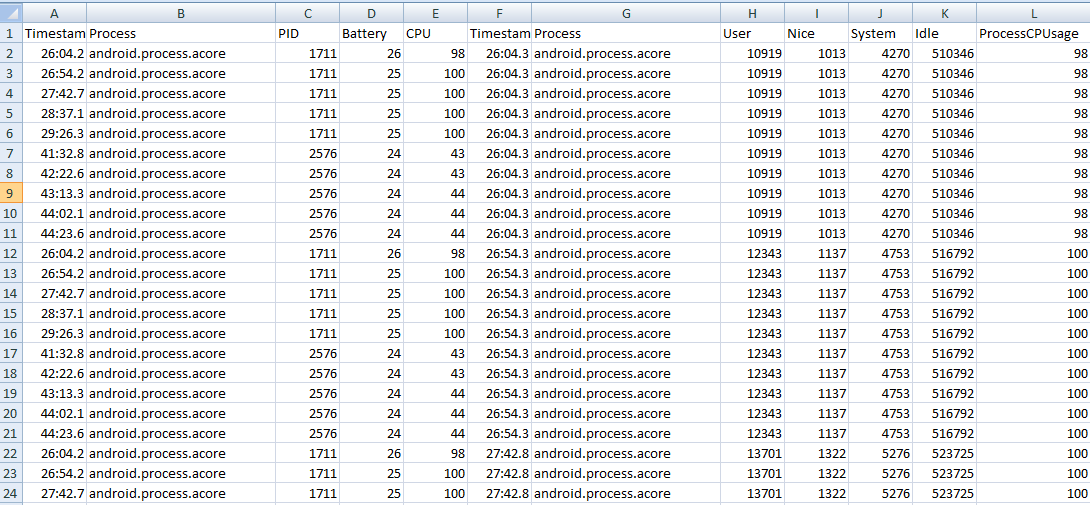 A B C D E F G H I J K L
1 Timestam Process PID Battery CPU Timestam Process User Nice System Idle ProcessCPUsage
2 26:04.2 android.process.acore 1711 26 98 26:04.3 android.process.acore 10919 1013 4270 510346 98
3 26:54.2 android.process.acore 1711 25 100 26:04.3 android.process.acore 10919 1013 4270 510346 98
4 27:42.7 android.process.acore 1711 25 100 26:04.3 android.process.acore 10919 1013 4270 510346 98
5 28:37.1 android.process.acore 1711 25 100 26:04.3 android.process.acore 10919 1013 4270 510346 98
6 29:26.3 android.process.acore 1711 25 100 26:04.3 android.process.acore 10919 1013 4270 510346 98
7 41:32.8 android.process.acore 2576 24 43 26:04.3 android.process.acore 10919 1013 4270 510346 98
8 42:22.6 android.process.acore 2576 24 43 26:04.3 android.process.acore 10919 1013 4270 510346 98
9 43:13.3 android.process.acore 2576 24 44 26:04.3 android.process.acore 10919 1013 4270 510346 98
10 44:02.1 android.process.acore 2576 24 44 26:04.3 android.process.acore 10919 1013 4270 510346 98
11 44:23.6 android.process.acore 2576 24 44 26:04.3 android.process.acore 10919 1013 4270 510346 98
12 26:04.2 android.process.acore 1711 26 98 26:54.3 android.process.acore 12343 1137 4753 516792 100
13 26:54.2 android.process.acore 1711 25 100 26:54.3 android.process.acore 12343 1137 4753 516792 100
14 27:42.7 android.process.acore 1711 25 100 26:54.3 android.process.acore 12343 1137 4753 516792 100
15 28:37.1 android.process.acore 1711 25 100 26:54.3 android.process.acore 12343 1137 4753 516792 100
16 29:26.3 android.process.acore 1711 25 100 26:54.3 android.process.acore 12343 1137 4753 516792 100
17 41:32.8 android.process.acore 2576 24 43 26:54.3 android.process.acore 12343 1137 4753 516792 100
18 42:22.6 android.process.acore 2576 24 43 26:54.3 android.process.acore 12343 1137 4753 516792 100
19 43:13.3 android.process.acore 2576 24 44 26:54.3 android.process.acore 12343 1137 4753 516792 100
20 44:02.1 android.process.acore 2576 24 44 26:54.3 android.process.acore 12343 1137 4753 516792 100
21 44:23.6 android.process.acore 2576 24 44 26:54.3 android.process.acore 12343 1137 4753 516792 100
22 26:04.2 android.process.acore 1711 26 98 27:42.8 android.process.acore 13701 1322 5276 523725 100
23 26:54.2 android.process.acore 1711 25 100 27:42.8 android.process.acore 13701 1322 5276 523725 100
24 27:42.7 android.process.acore 1711 25 100 27:42.8 android.process.acore 13701 1322 5276 523725 100